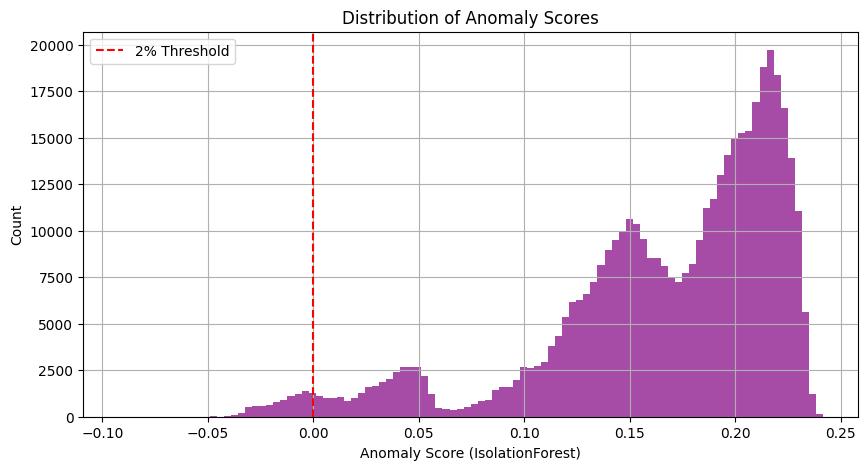 Distribution of Anomaly Scores
2% Threshold
Count
20000
17500
15000
12500
10000
7500
5000
2500
0
−0.10 −0.05 0.00 0.05 0.10 0.15 0.20 0.25
Anomaly Score (IsolationForest)